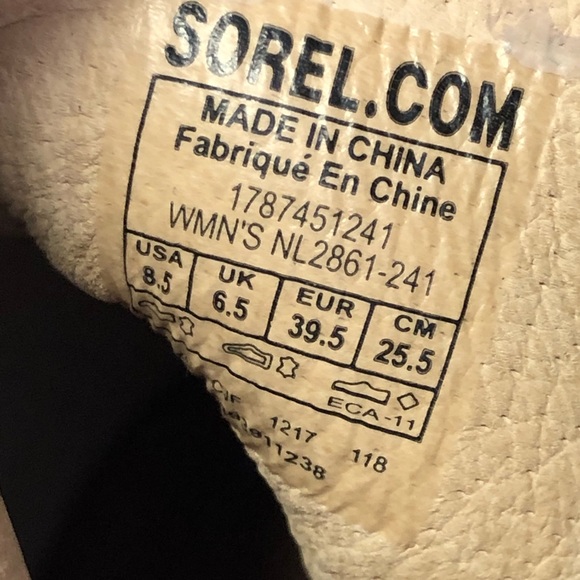 SOREL.COM
MADE IN CHINA
Fabriqué En Chine
1787451241
WMN'S NL2861-241
USA UK EUR CM
8.5 6.5 39.5 25.5
ECA-11
1217 118